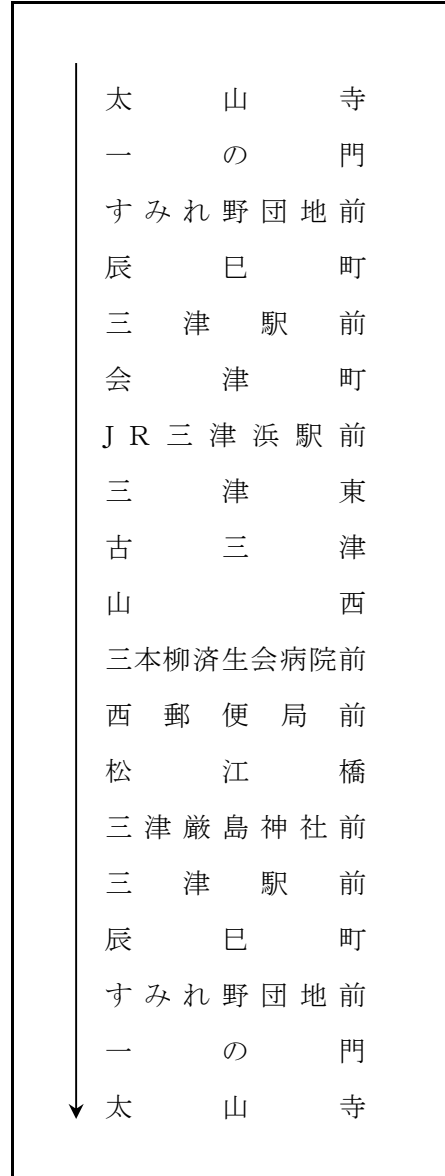 太山寺
一の門
すみれ野団地前
辰巳町
三津駅前
会津町
JR三津浜駅前
三津東
古三津
山西
三本柳済生会病院前
西郵便局前
松江橋
三津厳島神社前
三津駅前
辰巳町
すみれ野団地前
一の門
太山寺